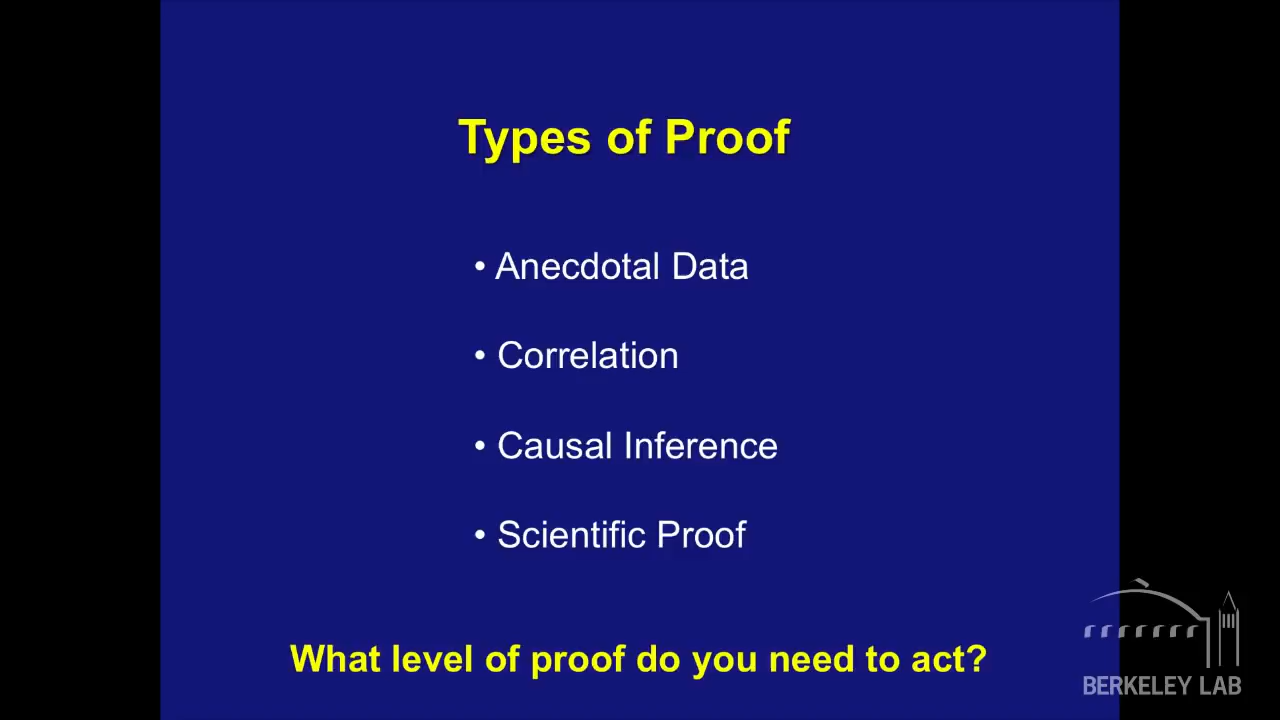 Types of Proof
• Anecdotal Data
• Correlation
• Causal Inference
• Scientific Proof
What level of proof do you need to act?
BERKELEY LAB